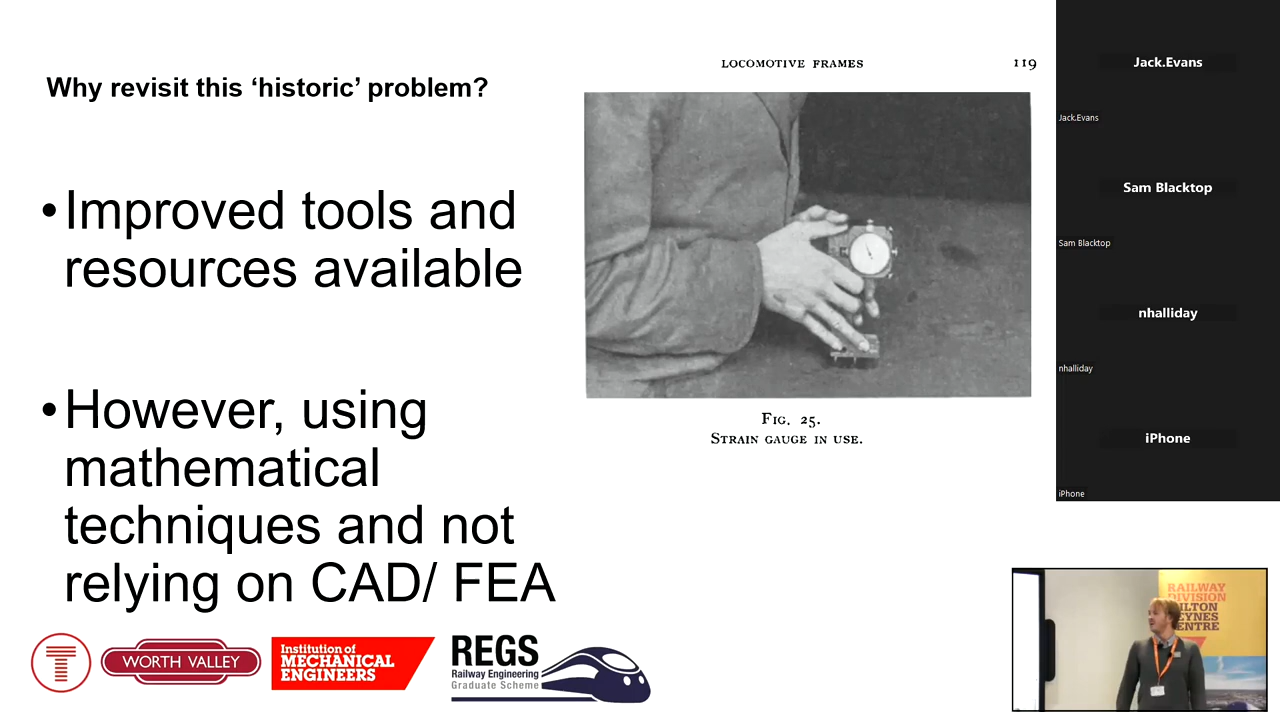 Why revisit this ‘historic’ problem?
•Improved tools and
resources available
•However, using
mathematical
techniques and not
relying on CAD/ FEA
LOCOMOTIVE FRAMES 119
FIG. 25.
STRAIN GAUGE IN USE.
T
WORTH VALLEY
Institution of
MECHANICAL
ENGINEERS
REGS
Railway Engineering
Graduate Scheme
Jack.Evans
Jack.Evans
Sam Blacktop
Sam Blacktop
nhalliday
nhalliday
iPhone
iPhone
RAILWAY
DIVISION
CENTRE